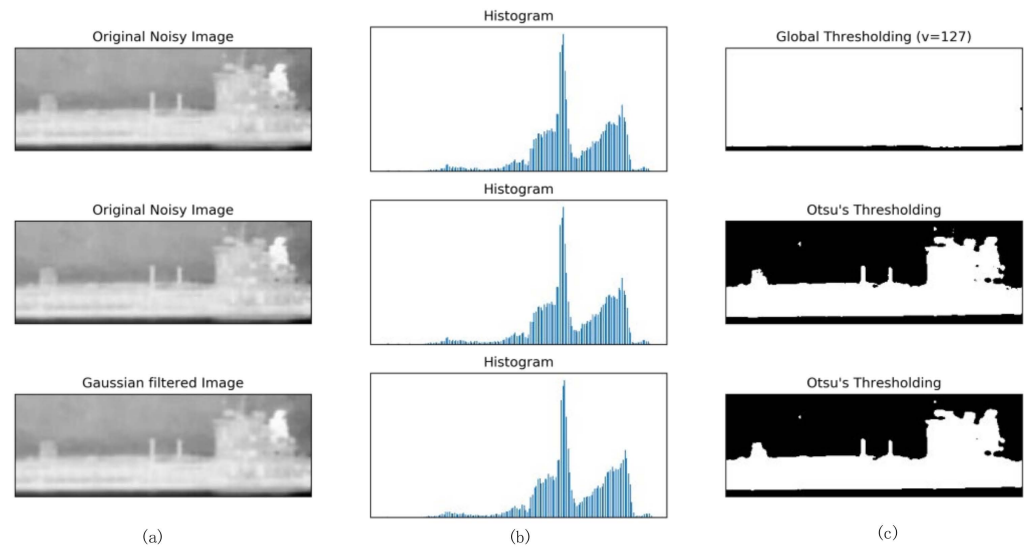 Original Noisy Image
Histogram
Global Thresholding (v=127)
Original Noisy Image
Histogram
Otsu's Thresholding
Gaussian filtered Image
Histogram
Otsu's Thresholding
(a)
(b)
(c)